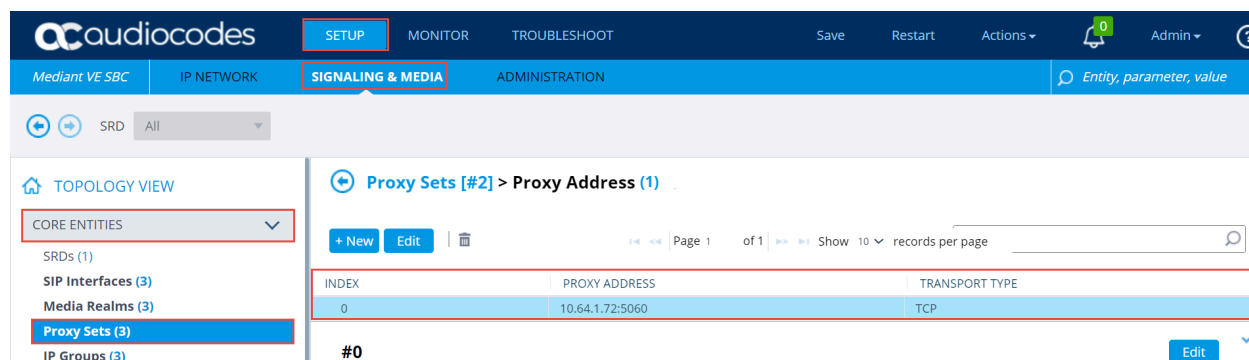 audiocodes SETUP MONITOR TROUBLESHOOT Save Restart Actions 0 Admin ?
Mediant VE SBC IP NETWORK SIGNALING & MEDIA ADMINISTRATION Entity, parameter, value
SRD All
TOPOLOGY VIEW
CORE ENTITIES
SRDs (1)
SIP Interfaces (3)
Media Realms (3)
Proxy Sets (3)
IP Groups (3)
Proxy Sets [#2] > Proxy Address (1)
+ New Edit Page 1 of 1 Show 10 records per page
INDEX PROXY ADDRESS TRANSPORT TYPE
0 10.64.1.72:5060 TCP
#0 Edit